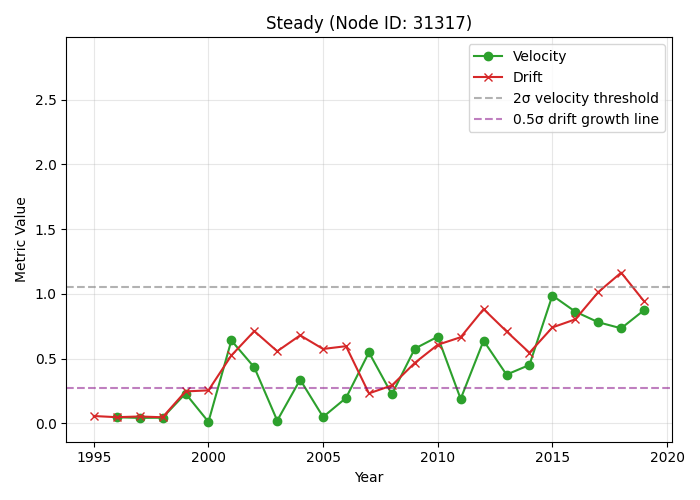 Steady (Node ID: 31317)
Velocity
Drift
2σ velocity threshold
0.5σ drift growth line
Metric Value
2.5
2.0
1.5
1.0
0.5
0.0
1995
2000
2005
2010
2015
2020
Year